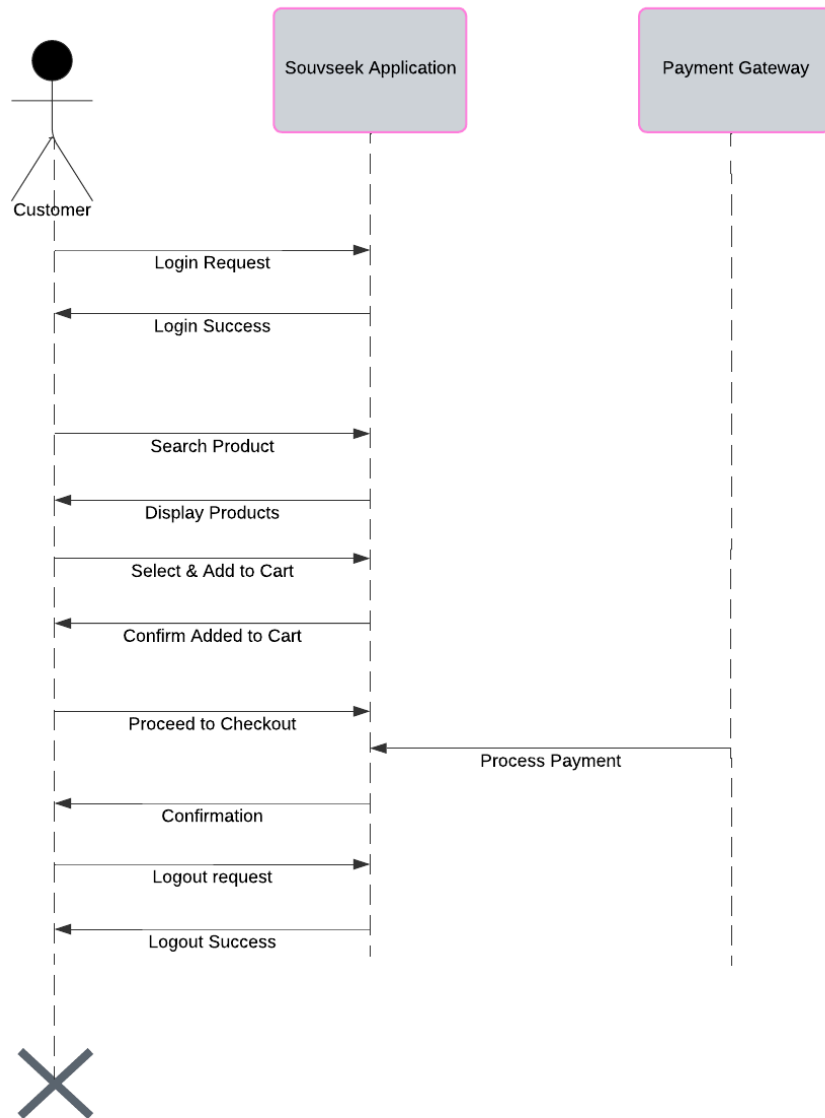 Souvseek Application
Payment Gateway
Customer
Login Request
Login Success
Search Product
Display Products
Select & Add to Cart
Confirm Added to Cart
Proceed to Checkout
Process Payment
Confirmation
Logout request
Logout Success